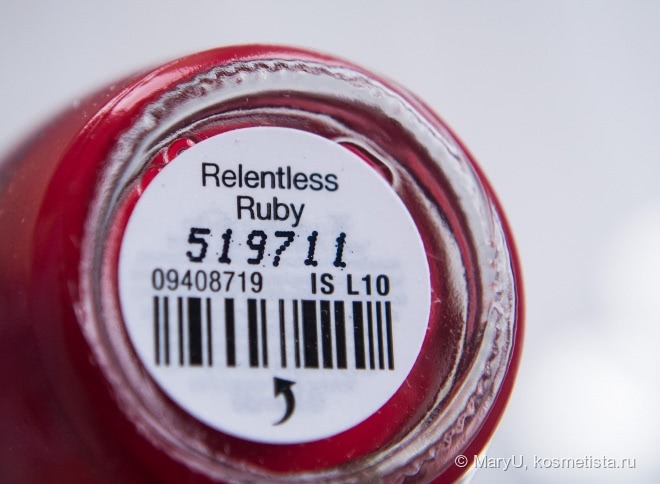 Relentless
Ruby
519711
09408719 IS L10
© MaryU, kosmetista.ru